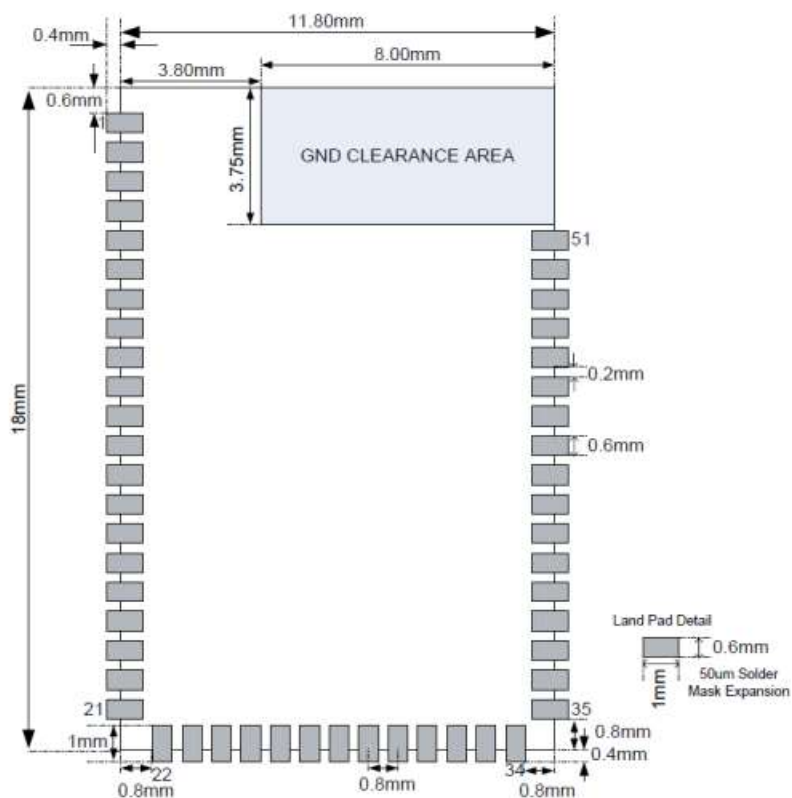 11.80mm
0.4mm
8.00mm
3.80mm
0.6mm
1
3.75mm
GND CLEARANCE AREA
51
0.2mm
18mm
0.6mm
Land Pad Detail
0.6mm
1mm
50um Solder
Mask Expansion
21
35
1mm
0.8mm
0.4mm
22
34
0.8mm
0.8mm
0.8mm